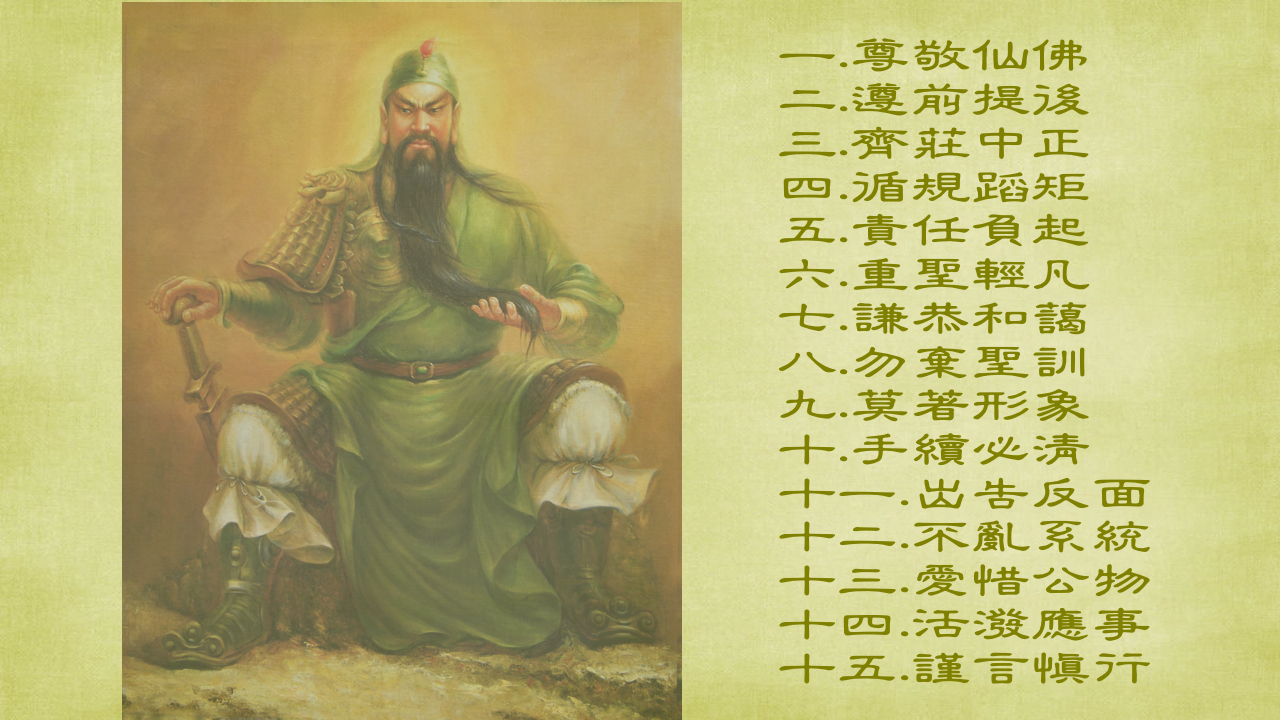 一.尊敬仙佛
二.遵前提後
三.齊莊中正
四.循規蹈矩
五.責任負起
六.重聖輕凡
七.謙恭和藹
八.勿棄聖訓
九.莫著形象
十.手續必清
十一.出告反面
十二.不亂系統
十三.愛惜公物
十四.活潑應事
十五.謹言慎行